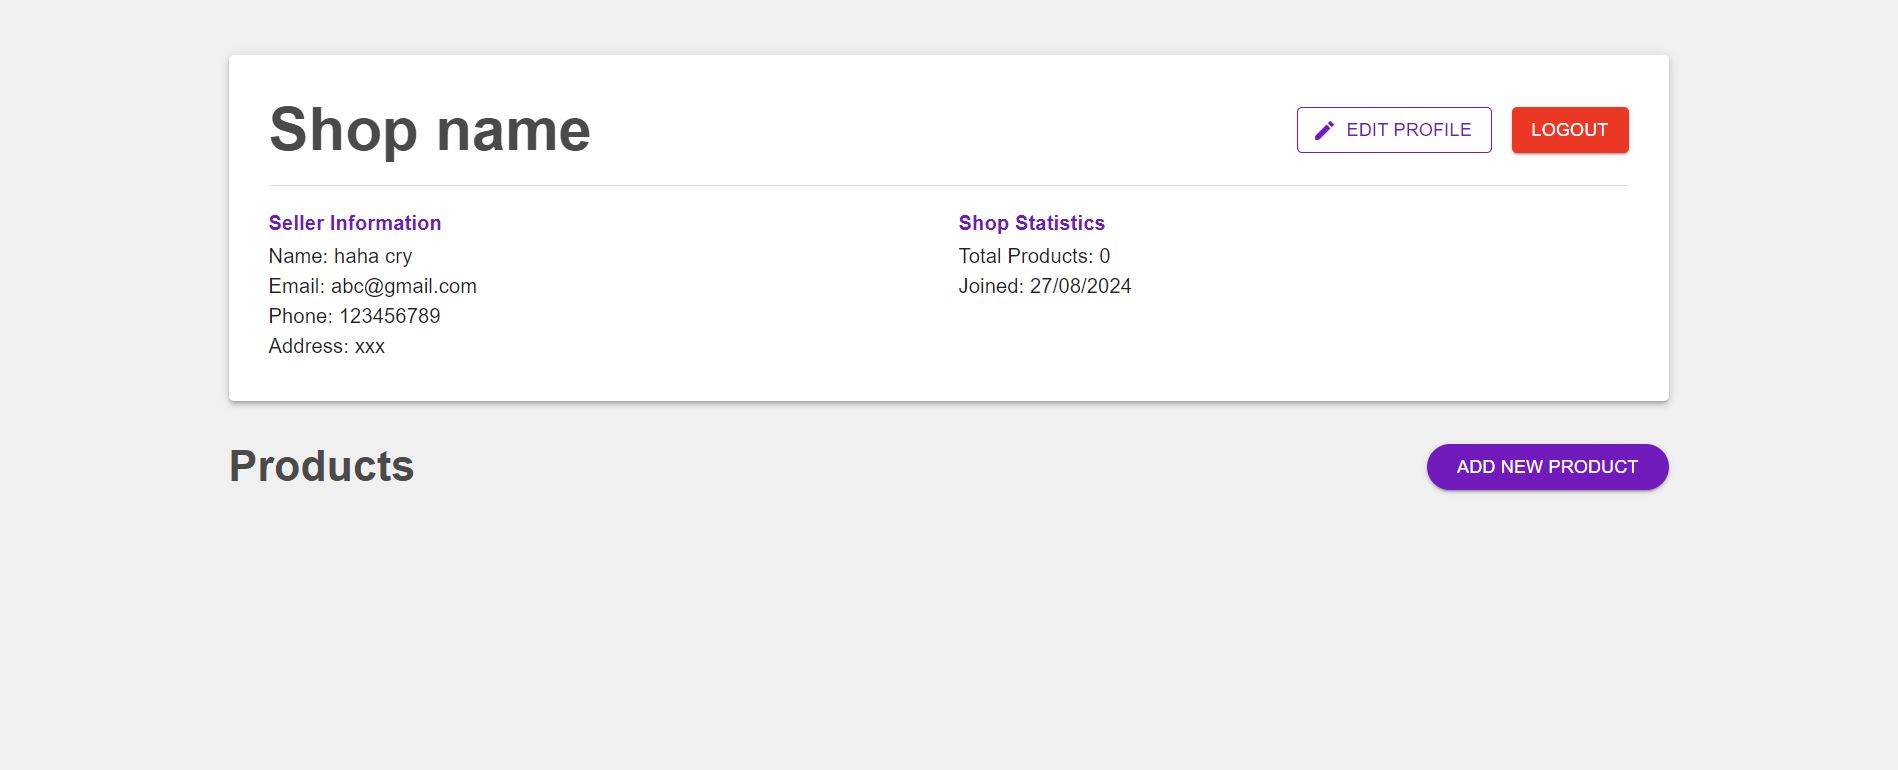 Shop name
EDIT PROFILE
LOGOUT
Seller Information
Name: haha cry
Email: abc@gmail.com
Phone: 123456789
Address: xxx
Shop Statistics
Total Products: 0
Joined: 27/08/2024
Products
ADD NEW PRODUCT